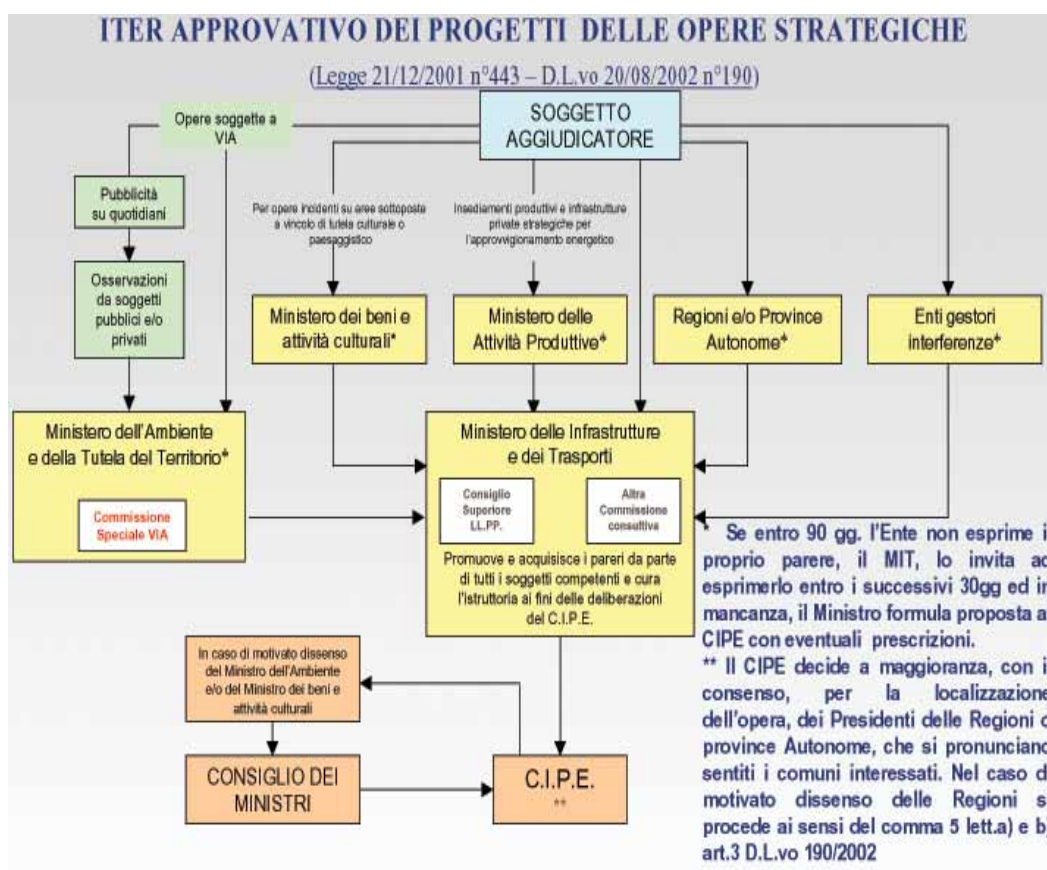 ITER APPROVATIVO DEI PROGETTI DELLE OPERE STRATEGICHE
(Legge 21/12/2001 n°443 – D.L.vo 20/08/2002 n°190)
SOGGETTO
AGGIUDICATORE
Opere soggette a
VIA
Pubblicità
su quotidiani
Osservazioni
da soggetti
pubblici e/o
privati
Per opere incidenti su aree sottoposte
a vincolo di tutela culturale o
paesaggistico
Insediamenti produttivi e infrastrutture
private strategiche per
l'approvvigionamento energetico
Ministero dei beni e
attività culturali*
Ministero delle
Attività Produttive*
Regioni e/o Province
Autonome*
Enti gestori
interferenze*
Ministero dell'Ambiente
e della Tutela del Territorio*
Commissione
Speciale VIA
Ministero delle Infrastrutture
e dei Trasporti
Consiglio
Superiore
LL.PP.
Altra
Commissione
consultiva
Promuove e acquisisce i pareri da parte
di tutti i soggetti competenti e cura
l'istruttoria ai fini delle deliberazioni
del C.I.P.E.
In caso di motivato dissenso
del Ministro dell'Ambiente
e/o del Ministro dei beni e
attività culturali
CONSIGLIO DEI
MINISTRI
C.I.P.E.
**
* Se entro 90 gg. l'Ente non esprime i
proprio parere, il MIT, lo invita ad
esprimerlo entro i successivi 30gg ed in
mancanza, il Ministro formula proposta a
CIPE con eventuali prescrizioni.
** Il CIPE decide a maggioranza, con i
consenso, per la localizzazione
dell'opera, dei Presidenti delle Regioni o
province Autonome, che si pronunciano
sentiti i comuni interessati. Nel caso d
motivato dissenso delle Regioni s
procede ai sensi del comma 5 lett.a) e b)
art.3 D.L.vo 190/2002